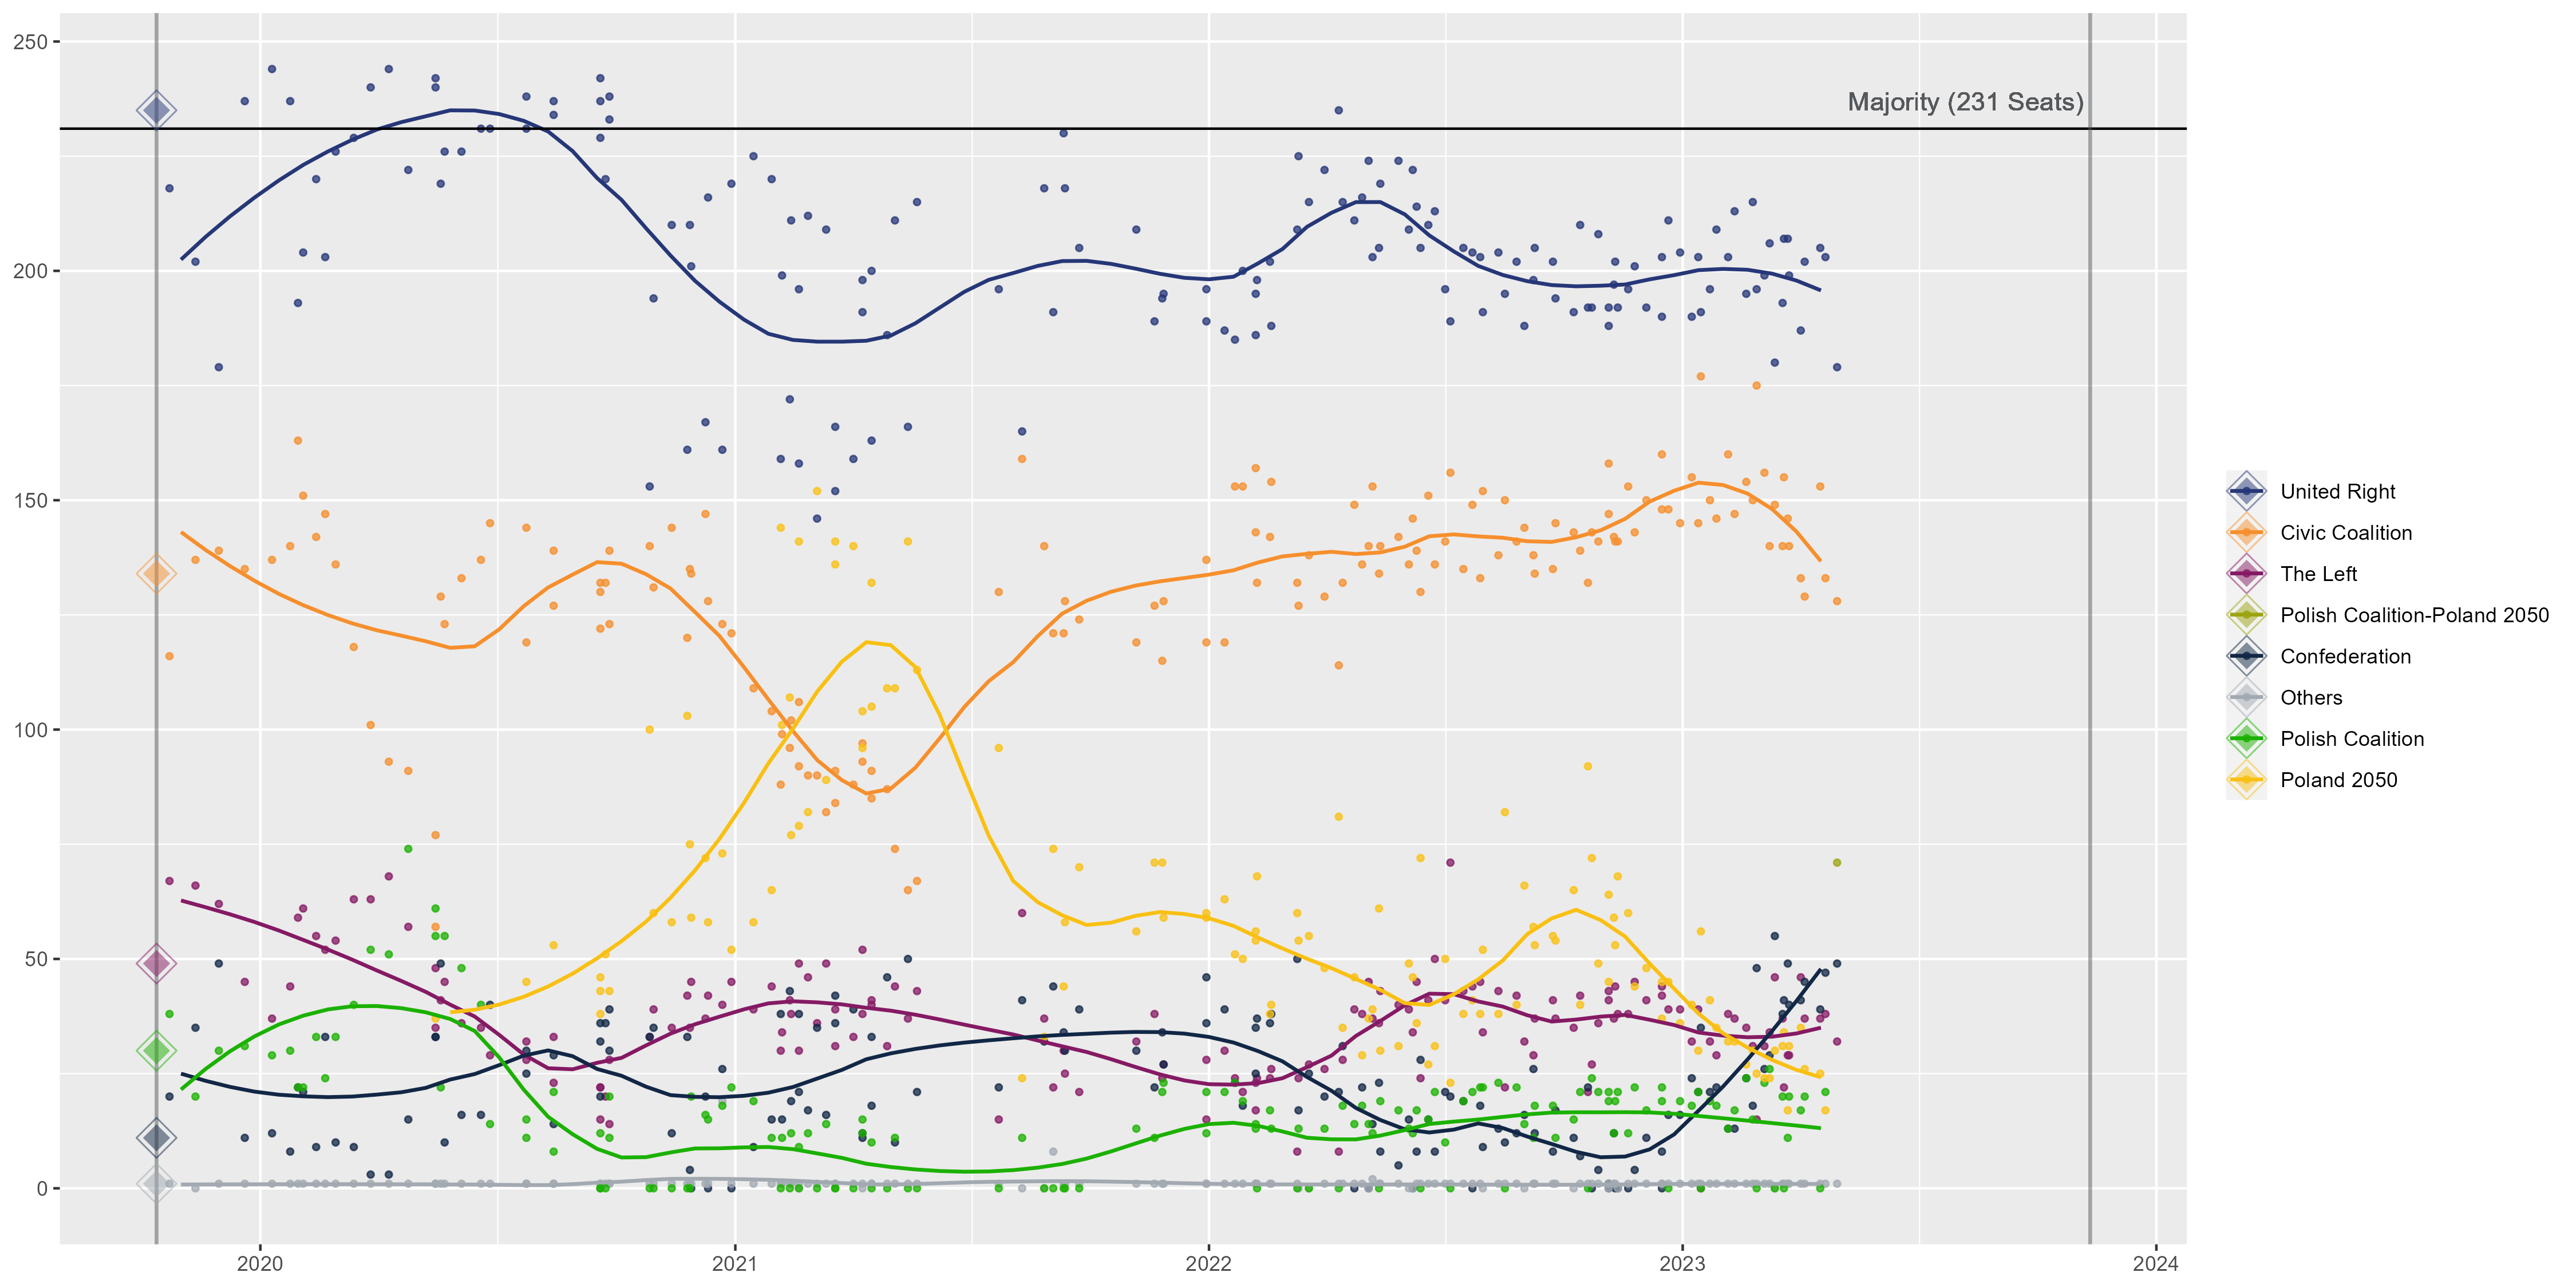 250
Majority (231 Seats)
200
150
100
50
0
2020
2021
2022
2023
2024
United Right
Civic Coalition
The Left
Polish Coalition-Poland 2050
Confederation
Others
Polish Coalition
Poland 2050